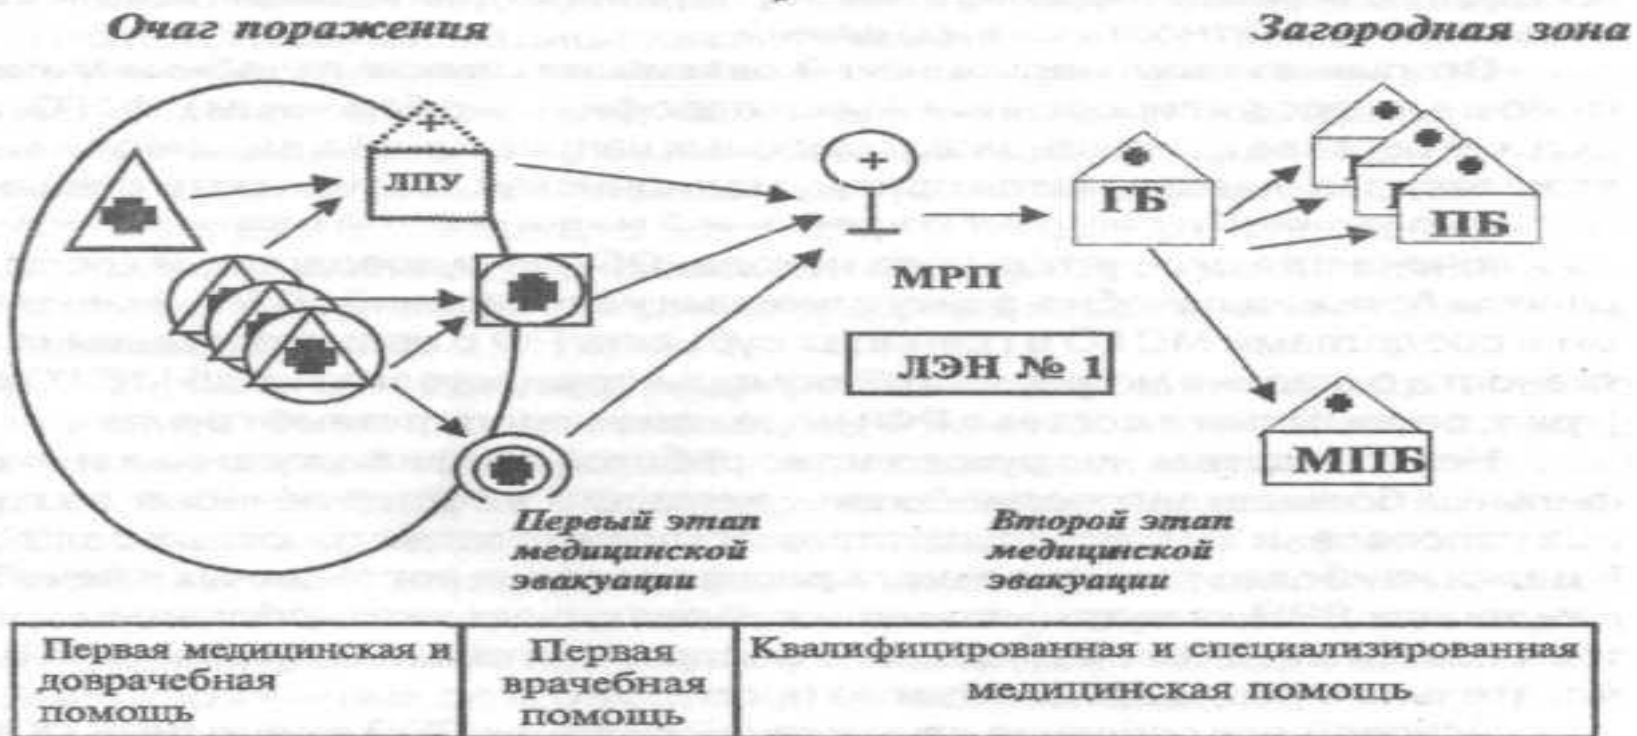 Очаг поражения
Загородная зона
ЛПУ
ГБ
ПБ
МРП
ЛЭН № 1
МПБ
Первый этап
медицинской
эвакуации
Второй этап
медицинской
эвакуации
Первая медицинская и
доврачебная
помощь
Первая
врачебная
помощь
Квалифицированная и специализированная
медицинская помощь